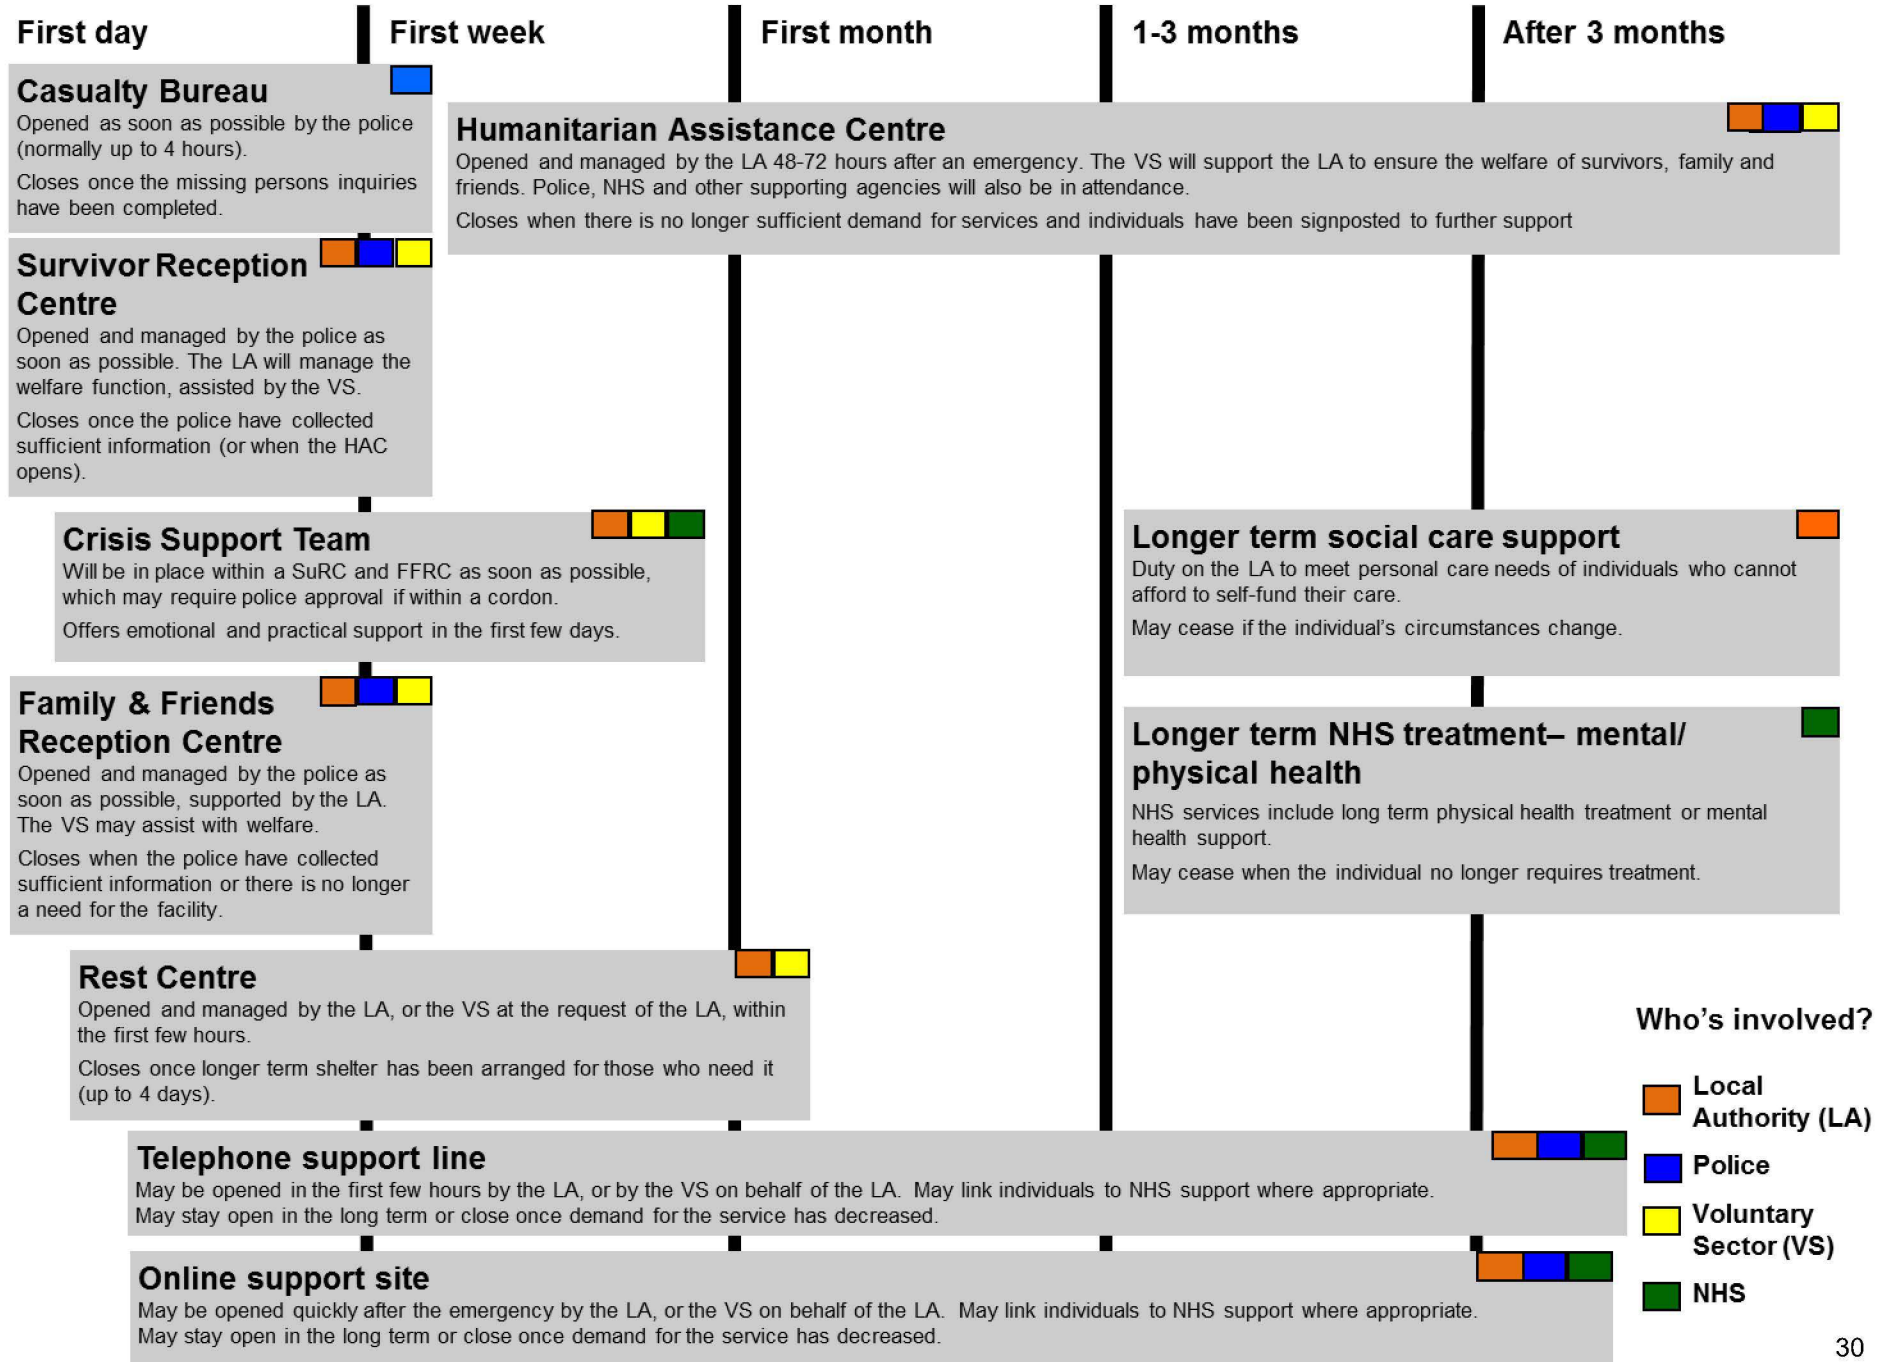 First day
First week
First month
1-3 months
After 3 months
Casualty Bureau
Opened as soon as possible by the police
(normally up to 4 hours).
Closes once the missing persons inquiries
have been completed.
Humanitarian Assistance Centre
Opened and managed by the LA 48-72 hours after an emergency. The VS will support the LA to ensure the welfare of survivors, family and
friends. Police, NHS and other supporting agencies will also be in attendance.
Closes when there is no longer sufficient demand for services and individuals have been signposted to further support
Survivor Reception
Centre
Opened and managed by the police as
soon as possible. The LA will manage the
welfare function, assisted by the VS.
Closes once the police have collected
sufficient information (or when the HAC
opens).
Crisis Support Team
Will be in place within a SuRC and FFRC as soon as possible,
which may require police approval if within a cordon.
Offers emotional and practical support in the first few days.
Longer term social care support
Duty on the LA to meet personal care needs of individuals who cannot
afford to self-fund their care.
May cease if the individual's circumstances change.
Family & Friends
Reception Centre
Opened and managed by the police as
soon as possible, supported by the LA.
The VS may assist with welfare.
Closes when the police have collected
sufficient information or there is no longer
a need for the facility.
Longer term NHS treatment– mental/
physical health
NHS services include long term physical health treatment or mental
health support.
May cease when the individual no longer requires treatment.
Rest Centre
Opened and managed by the LA, or the VS at the request of the LA, within
the first few hours.
Closes once longer term shelter has been arranged for those who need it
(up to 4 days).
Telephone support line
May be opened in the first few hours by the LA, or by the VS on behalf of the LA. May link individuals to NHS support where appropriate.
May stay open in the long term or close once demand for the service has decreased.
Online support site
May be opened quickly after the emergency by the LA, or the VS on behalf of the LA. May link individuals to NHS support where appropriate.
May stay open in the long term or close once demand for the service has decreased.
Who's involved?
Local
Authority (LA)
Police
Voluntary
Sector (VS)
NHS
30